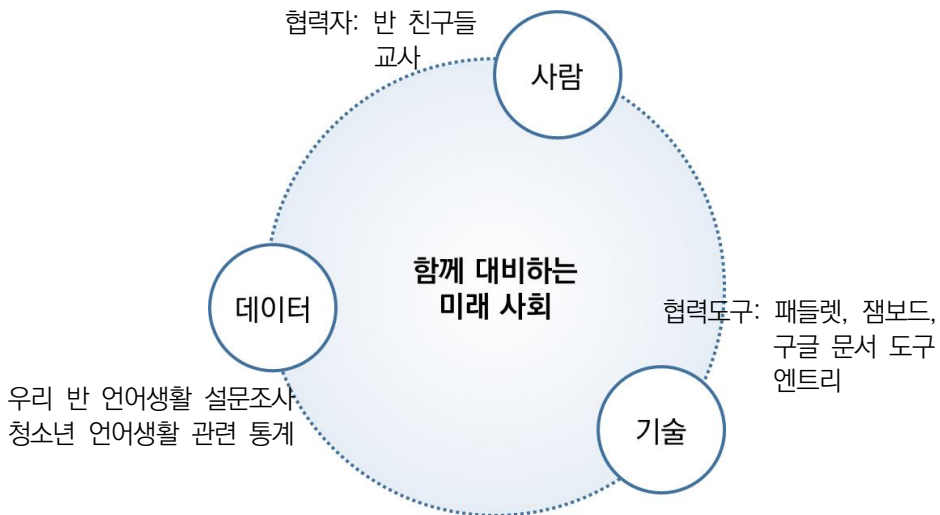 협력자: 반 친구들
교사
사람
함께 대비하는
미래 사회
데이터
협력도구: 패들렛, 잼보드,
구글 문서 도구
엔트리
우리 반 언어생활 설문조사
청소년 언어생활 관련 통계
기술